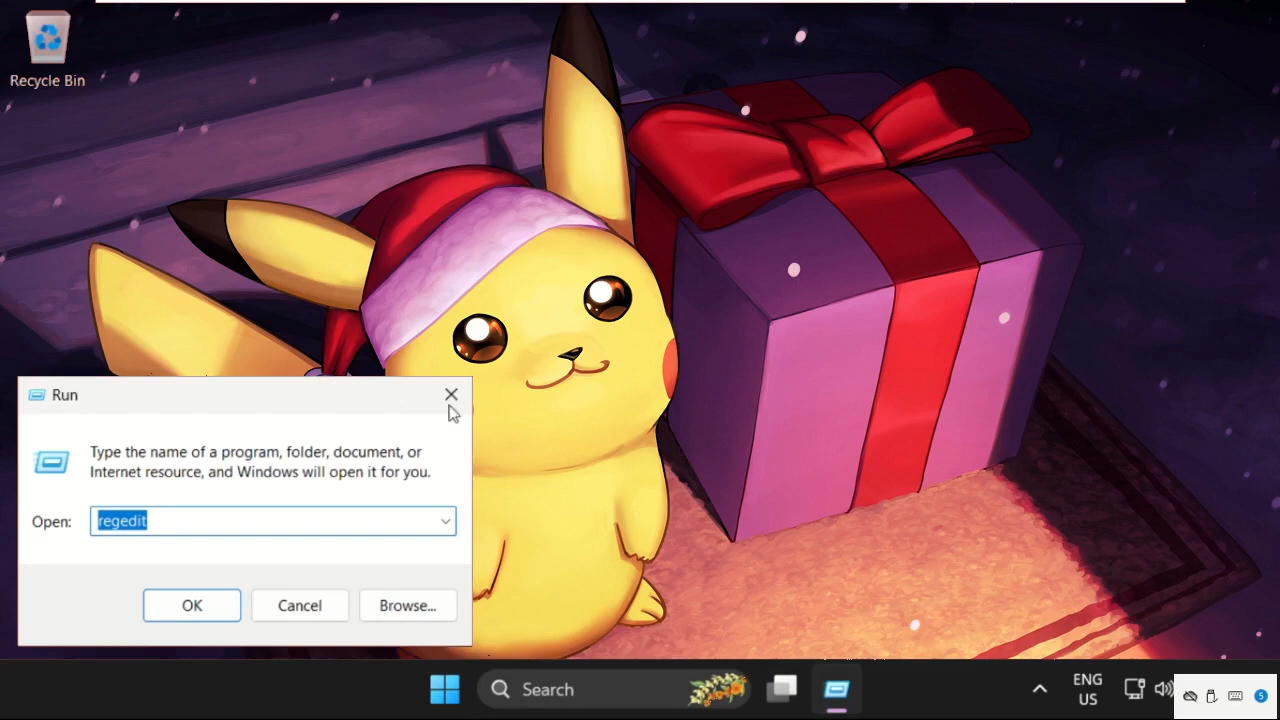 Recycle Bin
Run
Type the name of a program, folder, document, or
Internet resource, and Windows will open it for you.
Open:
regedit
OK
Cancel
Browse...
Search
ENG
US
5